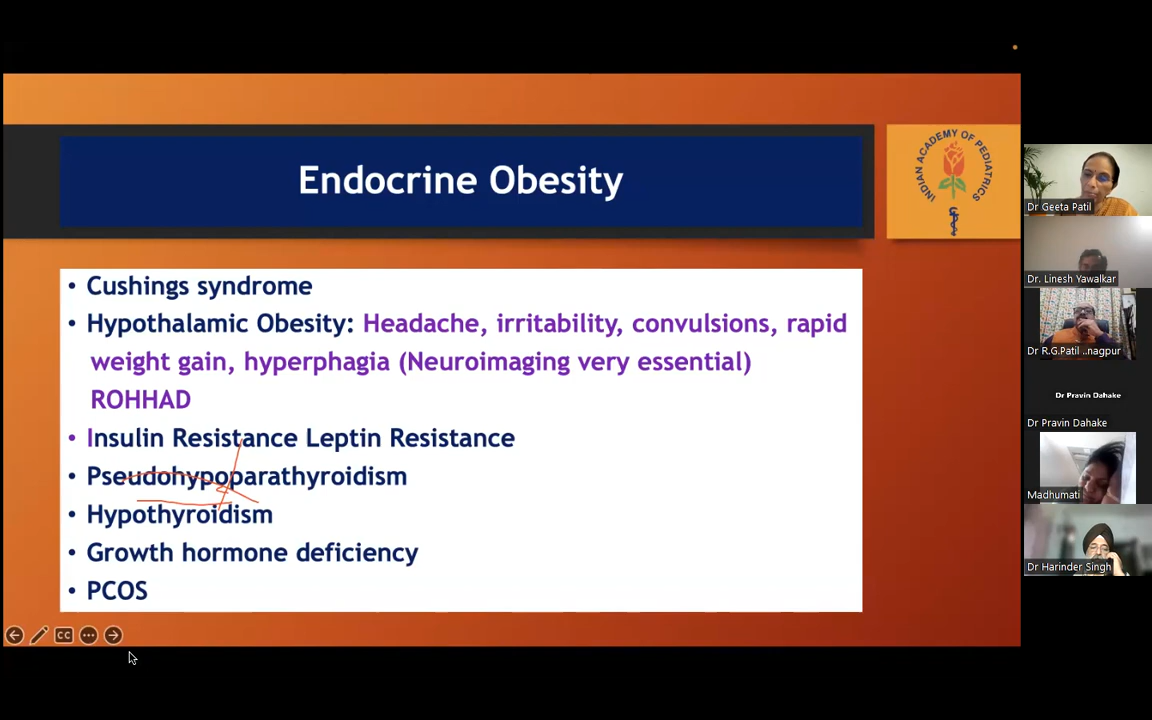 Endocrine Obesity
INDIAN ACADEMY OF PEDIATRICS
• Cushings syndrome
• Hypothalamic Obesity: Headache, irritability, convulsions, rapid
weight gain, hyperphagia (Neuroimaging very essential)
ROHHAD
• Insulin Resistance Leptin Resistance
• Pseudohypoparathyroidism
• Hypothyroidism
• Growth hormone deficiency
• PCOS
CC
Dr Geeta Patil
Dr. Linesh Yawalkar
Dr R.G.Patil ..nagpur
Dr Pravin Dahake
Dr Pravin Dahake
Madhumati
Dr Harinder Singh